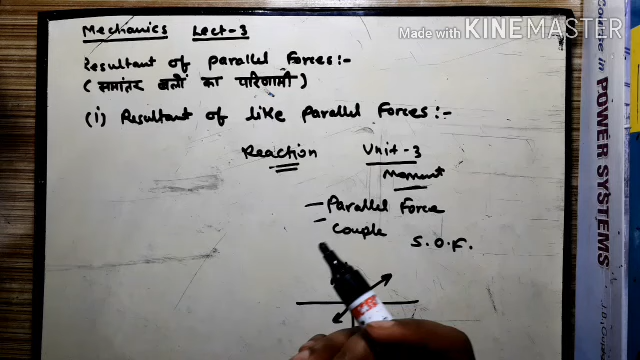 Made with KINEMASTER
Mechanics Lect-3
Resultant of parallel Forces:-
(समांतर बलों का परिणामी)
(i) Resultant of like Parallel Forces:-
Reaction Unit-3
Moment
- Parallel Force
- Couple
S.O.F.
POWER SYSTEMS